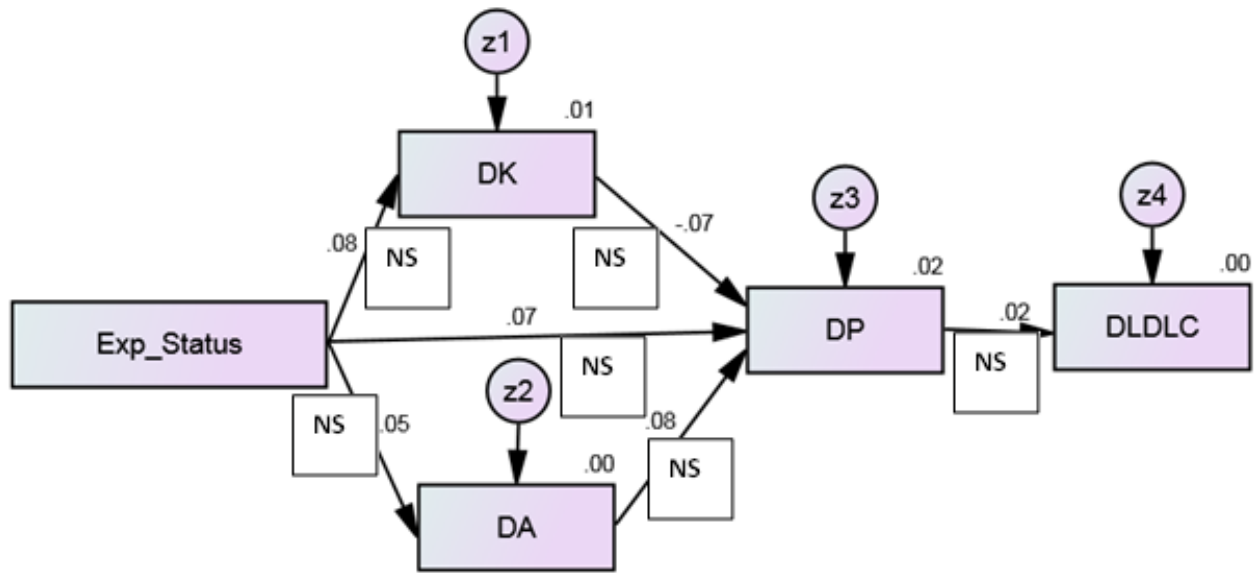 z1
.01
DK
z3
z4
.08
NS
NS
-.07
.02
.00
Exp_Status
.07
DP
.02
DLDLC
NS
z2
NS
NS
.05
.08
.00
NS
DA